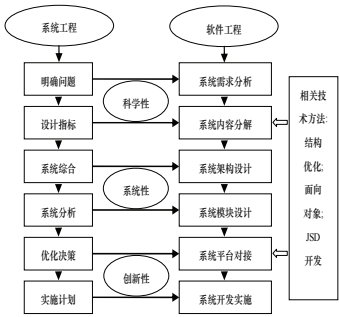 系统工程
软件工程
明确问题
系统需求分析
科学性
设计指标
系统内容分解
系统综合
系统架构设计
系统性
系统分析
系统模块设计
优化决策
系统平台对接
创新性
实施计划
系统开发实施
相关技
术方法:
结构
优化;
面向
对象;
JSD
开发